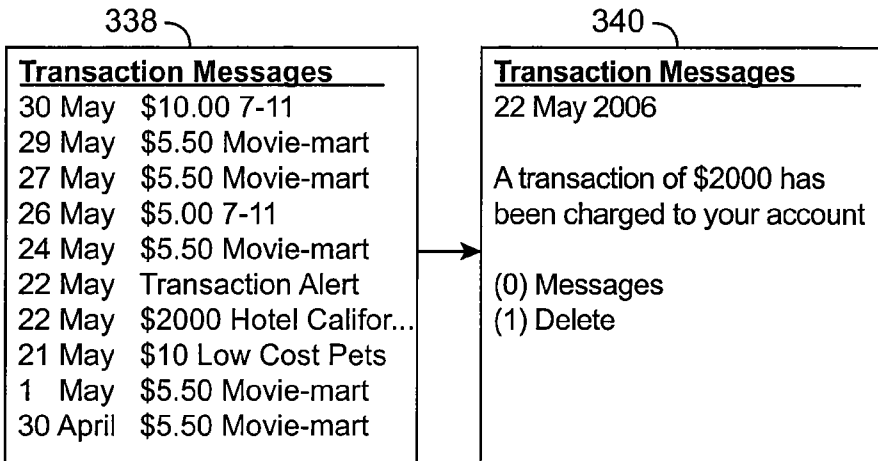 338
Transaction Messages
30 May $10.00 7-11
29 May $5.50 Movie-mart
27 May $5.50 Movie-mart
26 May $5.00 7-11
24 May $5.50 Movie-mart
22 May Transaction Alert
22 May $2000 Hotel Califor...
21 May $10 Low Cost Pets
1 May $5.50 Movie-mart
30 April $5.50 Movie-mart
340
Transaction Messages
22 May 2006
A transaction of $2000 has
been charged to your account
(0) Messages
(1) Delete